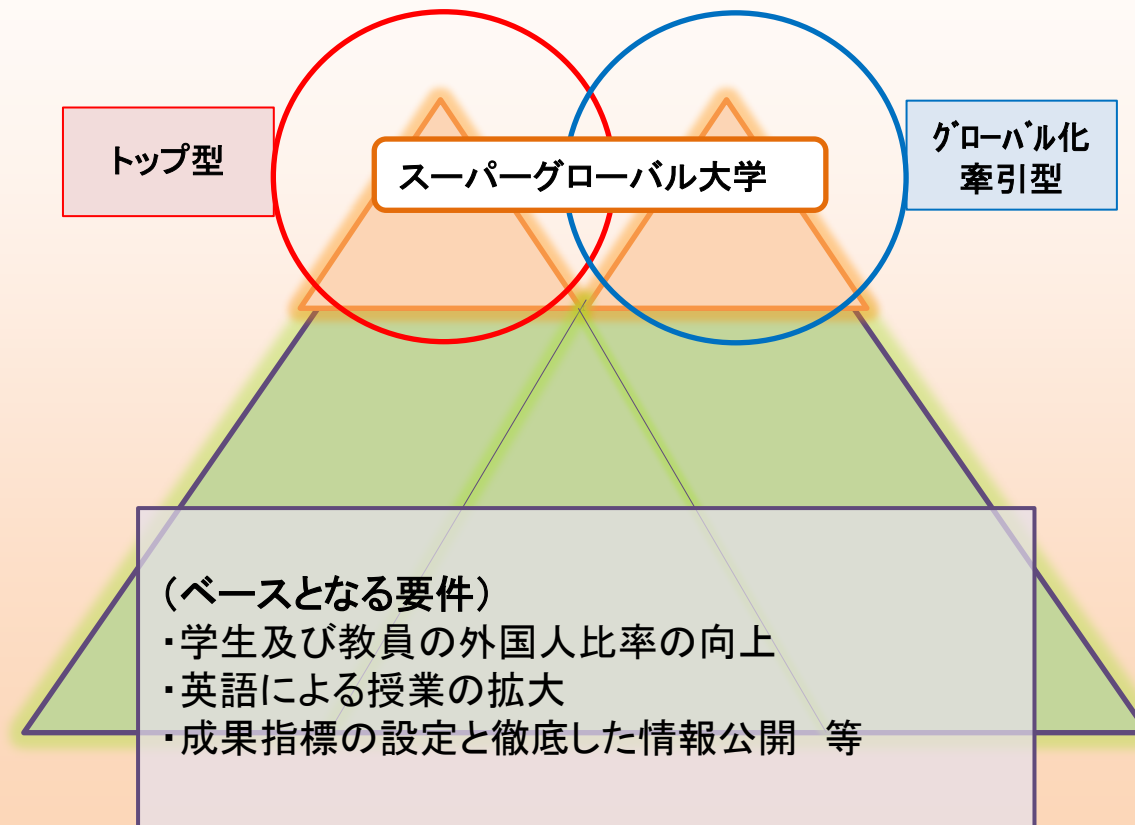 トップ型
スーパーグローバル大学
ｸﾞﾛｰﾊﾞﾙ化
牽引型
（ベースとなる要件）
・学生及び教員の外国人比率の向上
・英語による授業の拡大
・成果指標の設定と徹底した情報公開　等